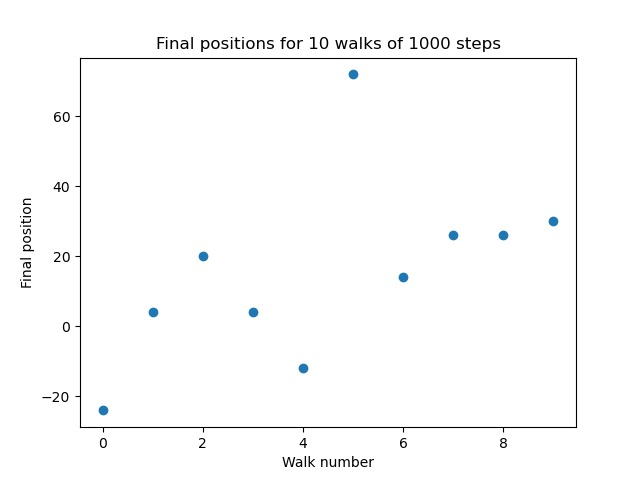 Final positions for 10 walks of 1000 steps
60
40
20
0
−20
Final position
0 2 4 6 8
Walk number